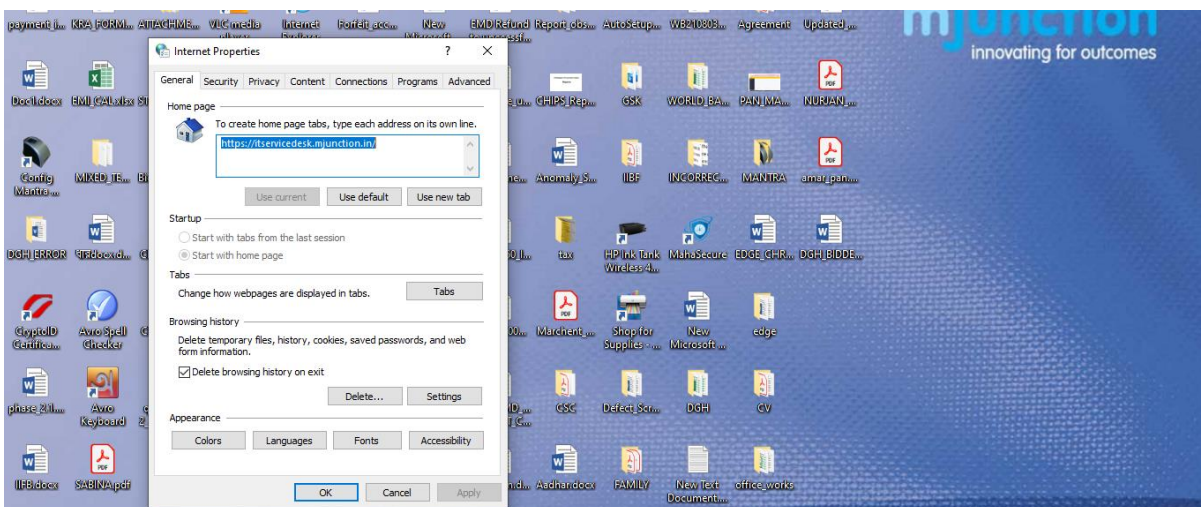 mjunction
innovating for outcomes
payment_i... KRA_FORM... ATTACHME... VLC media Internet Forfeit_acc... New EMD Refund Report_obs... AutoSetup... WB210803... Agreement Updated_...
Internet Properties
General Security Privacy Content Connections Programs Advanced
Home page
To create home page tabs, type each address on its own line.
https://itservicedesk.mjunction.in/
Use current Use default Use new tab
Startup
Start with tabs from the last session
Start with home page
Tabs
Change how webpages are displayed in tabs.
Tabs
Browsing history
Delete temporary files, history, cookies, saved passwords, and web
form information.
Delete browsing history on exit
Delete... Settings
Appearance
Colors Languages Fonts Accessibility
OK Cancel Apply
Doc1.docx EMI_CAL.xlsx
CHIPS_Rep... GSK WORLD_BA... PAN_MA... NURJAN_...
Config
Mantra ...
MIXED_TE...
Anomaly_S... IIBF INCORREC... MANTRA amar_pan...
DGH_ERROR
tax
HP Ink Tank
Wireless 4...
MahaSecure EDGE_CHR... DGH_BIDDE...
CryptoID
Certifica...
Avro Spell
Checker
Marchent_...
Shop for
Supplies - ...
New
Microsoft ...
edge
phase_2.1...
Avro
Keyboard
CSC Defect_Scr... DGH CV
IIFB.docx SABINA.pdf
Aadhar.docx FAMILY
New Text
Document...
office_works